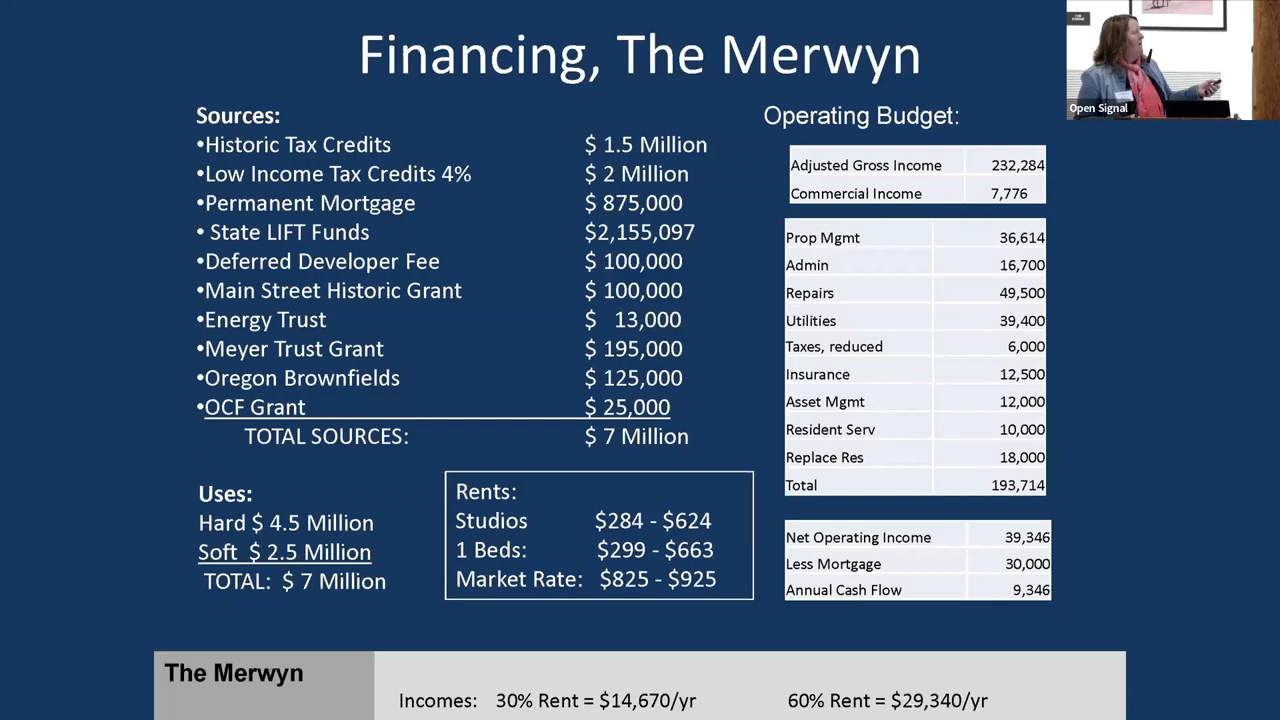 Financing, The Merwyn
Open Signal
Sources:
•Historic Tax Credits $ 1.5 Million
•Low Income Tax Credits 4% $ 2 Million
•Permanent Mortgage $ 875,000
• State LIFT Funds $2,155,097
•Deferred Developer Fee $ 100,000
•Main Street Historic Grant $ 100,000
•Energy Trust $ 13,000
•Meyer Trust Grant $ 195,000
•Oregon Brownfields $ 125,000
•OCF Grant $ 25,000
TOTAL SOURCES: $ 7 Million
Uses:
Hard $ 4.5 Million
Soft $ 2.5 Million
TOTAL: $ 7 Million
Rents:
Studios $284 - $624
1 Beds: $299 - $663
Market Rate: $825 - $925
Operating Budget:
Adjusted Gross Income 232,284
Commercial Income 7,776
Prop Mgmt 36,614
Admin 16,700
Repairs 49,500
Utilities 39,400
Taxes, reduced 6,000
Insurance 12,500
Asset Mgmt 12,000
Resident Serv 10,000
Replace Res 18,000
Total 193,714
Net Operating Income 39,346
Less Mortgage 30,000
Annual Cash Flow 9,346
The Merwyn
Incomes: 30% Rent = $14,670/yr 60% Rent = $29,340/yr